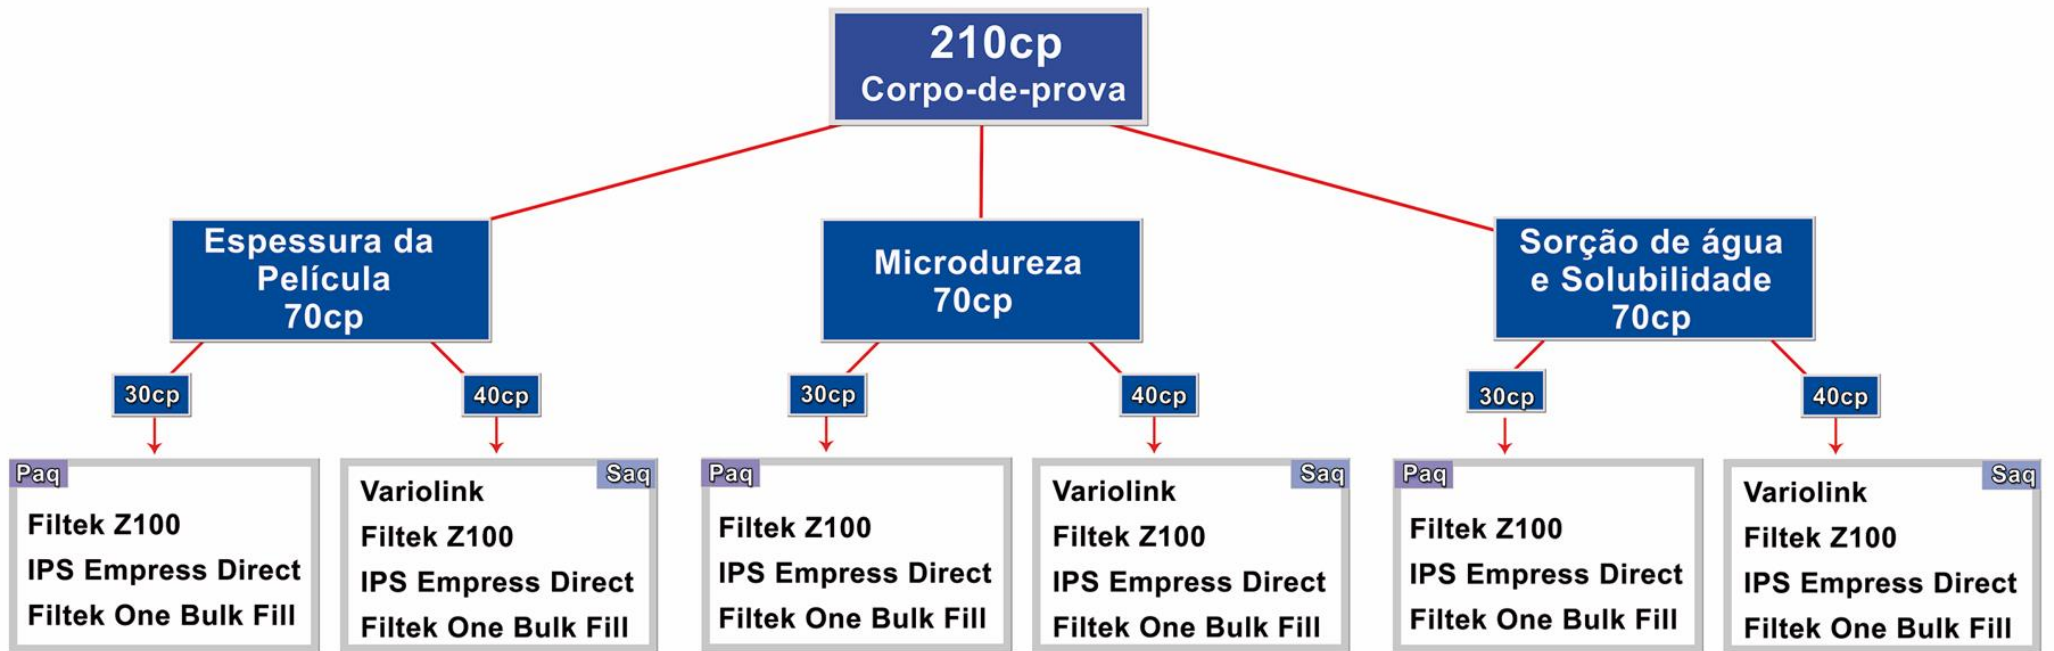 210cp
Corpo-de-prova
Espessura da
Película
70cp
Microdureza
70cp
Sorção de água
e Solubilidade
70cp
30cp
40cp
30cp
40cp
30cp
40cp
Paq
Filtek Z100
IPS Empress Direct
Filtek One Bulk Fill
Saq
Variolink
Filtek Z100
IPS Empress Direct
Filtek One Bulk Fill
Paq
Filtek Z100
IPS Empress Direct
Filtek One Bulk Fill
Saq
Variolink
Filtek Z100
IPS Empress Direct
Filtek One Bulk Fill
Paq
Filtek Z100
IPS Empress Direct
Filtek One Bulk Fill
Saq
Variolink
Filtek Z100
IPS Empress Direct
Filtek One Bulk Fill